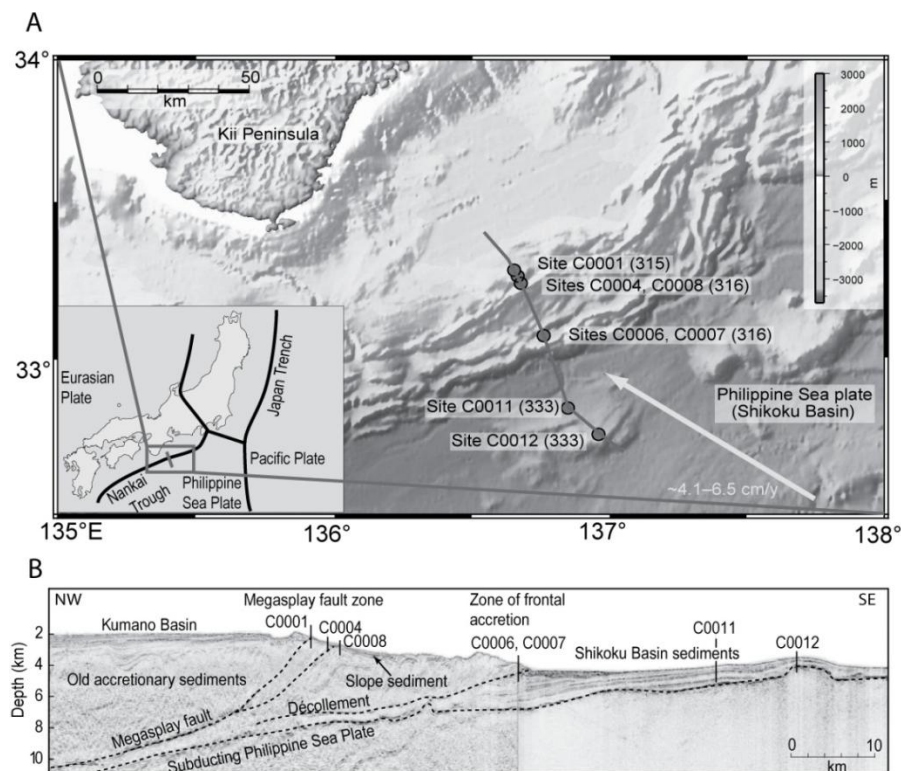 A
34°
0 50
km
Kii Peninsula
3000
2000
1000
0
m
−1000
−2000
−3000
Site C0001 (315)
Sites C0004, C0008 (316)
Sites C0006, C0007 (316)
33°
Site C0011 (333)
Site C0012 (333)
Philippine Sea plate
(Shikoku Basin)
~4.1–6.5 cm/y
Eurasian
Plate
Japan Trench
Pacific Plate
Nankai
Trough
Philippine
Sea Plate
135°E 136° 137° 138°
B
NW
Megasplay fault zone
Zone of frontal
accretion
SE
Kumano Basin
C0001
C0004
C0008
C0006, C0007
C0011
C0012
Shikoku Basin sediments
Old accretionary sediments
Slope sediment
Décollement
Megasplay fault
Subducting Philippine Sea Plate
Depth (km)
2
4
6
8
10
0 10
km